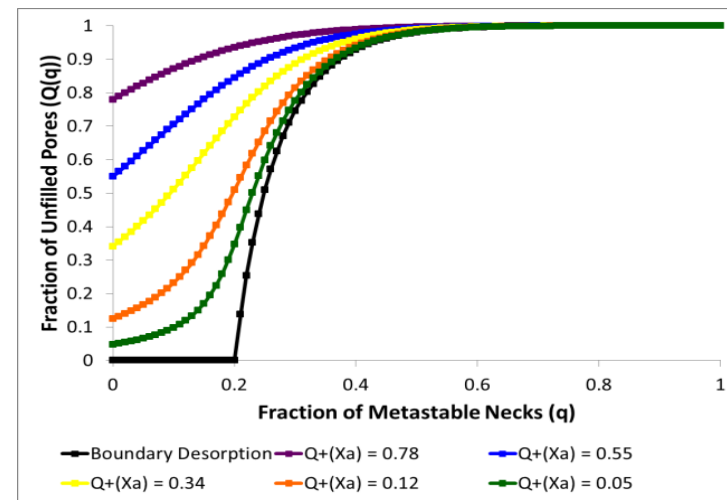 Fraction of Unfilled Pores (Q(q))
1
0.9
0.8
0.7
0.6
0.5
0.4
0.3
0.2
0.1
0
0 0.2 0.4 0.6 0.8 1
Fraction of Metastable Necks (q)
Boundary Desorption Q+(Xa) = 0.78 Q+(Xa) = 0.55
Q+(Xa) = 0.34 Q+(Xa) = 0.12 Q+(Xa) = 0.05